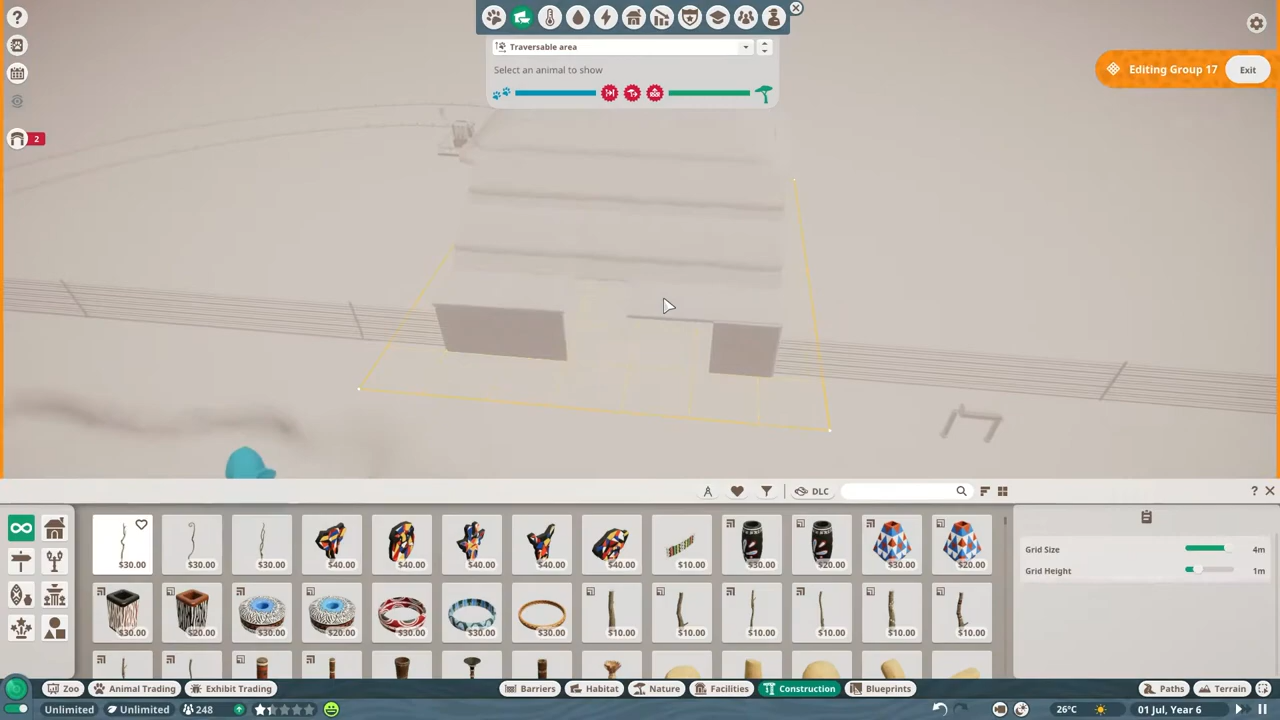 Traversable area
Select an animal to show
Editing Group 17
Exit
2
DLC
$30.00 $30.00 $30.00 $40.00 $40.00 $40.00 $40.00 $40.00 $10.00 $30.00 $20.00 $30.00 $20.00
$30.00 $20.00 $30.00 $20.00 $30.00 $30.00 $30.00 $10.00 $10.00 $10.00 $10.00 $10.00 $10.00
Grid Size 4m
Grid Height 1m
Zoo Animal Trading Exhibit Trading Barriers Habitat Nature Facilities Construction Blueprints Paths Terrain
Unlimited Unlimited 248 26°C 01 Jul, Year 6